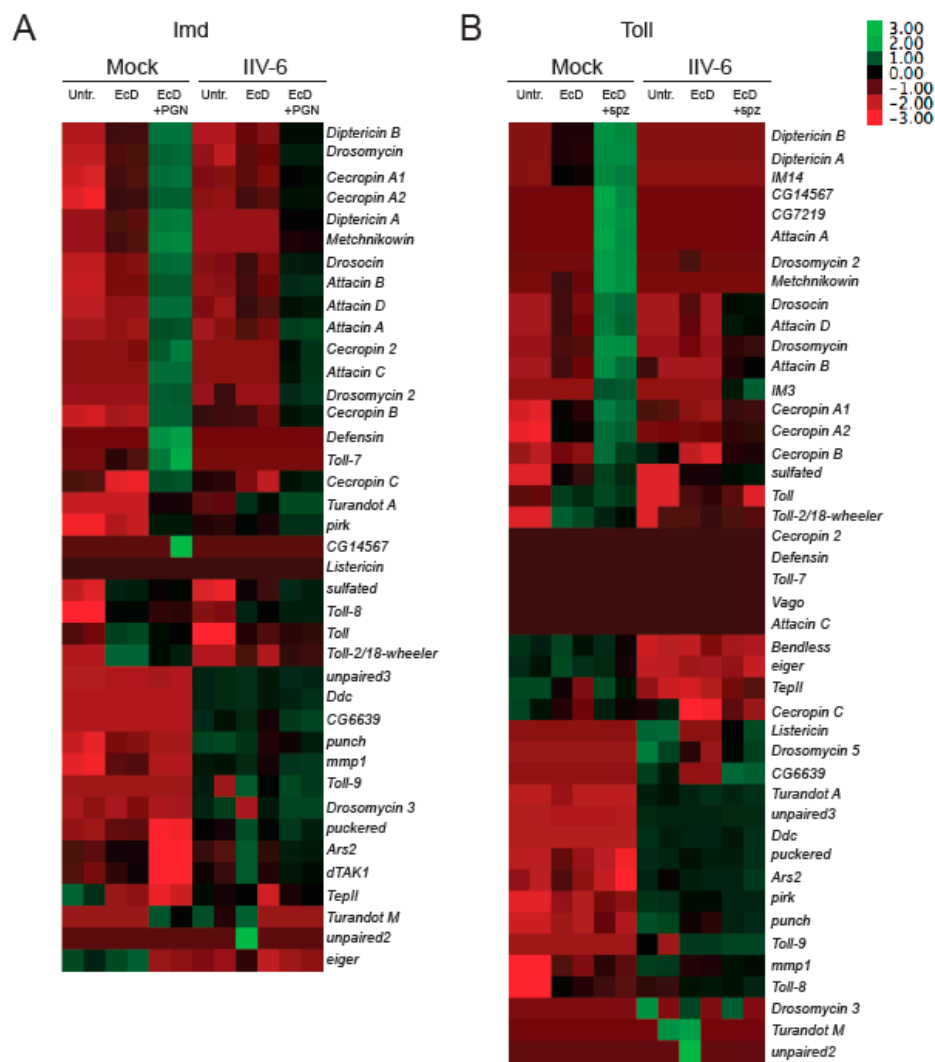 A
Imd
Mock
IIV-6
Untr.
EcD
EcD
+PGN
Untr.
EcD
EcD
+PGN
Diptericin B
Drosomycin
Cecropin A1
Cecropin A2
Diptericin A
Metchnikowin
Drosocin
Attacin B
Attacin D
Attacin A
Cecropin 2
Attacin C
Drosomycin 2
Cecropin B
Defensin
Toll-7
Cecropin C
Turandot A
pirk
CG14567
Listericin
sulfated
Toll-8
Toll
Toll-2/18-wheeler
unpaired3
Ddc
CG6639
punch
mmp1
Toll-9
Drosomycin 3
puckered
Ars2
dTAK1
TepII
Turandot M
unpaired2
eiger
B
Toll
Mock
IIV-6
Untr.
EcD
EcD
+spz
Untr.
EcD
EcD
+spz
Diptericin B
Diptericin A
IM14
CG14567
CG7219
Attacin A
Drosomycin 2
Metchnikowin
Drosocin
Attacin D
Drosomycin
Attacin B
IM3
Cecropin A1
Cecropin A2
Cecropin B
sulfated
Toll
Toll-2/18-wheeler
Cecropin 2
Defensin
Toll-7
Vago
Attacin C
Bendless
eiger
TepII
Cecropin C
Listericin
Drosomycin 5
CG6639
Turandot A
unpaired3
Ddc
puckered
Ars2
pirk
punch
Toll-9
mmp1
Toll-8
Drosomycin 3
Turandot M
unpaired2
3.00
2.00
1.00
0.00
-1.00
-2.00
-3.00